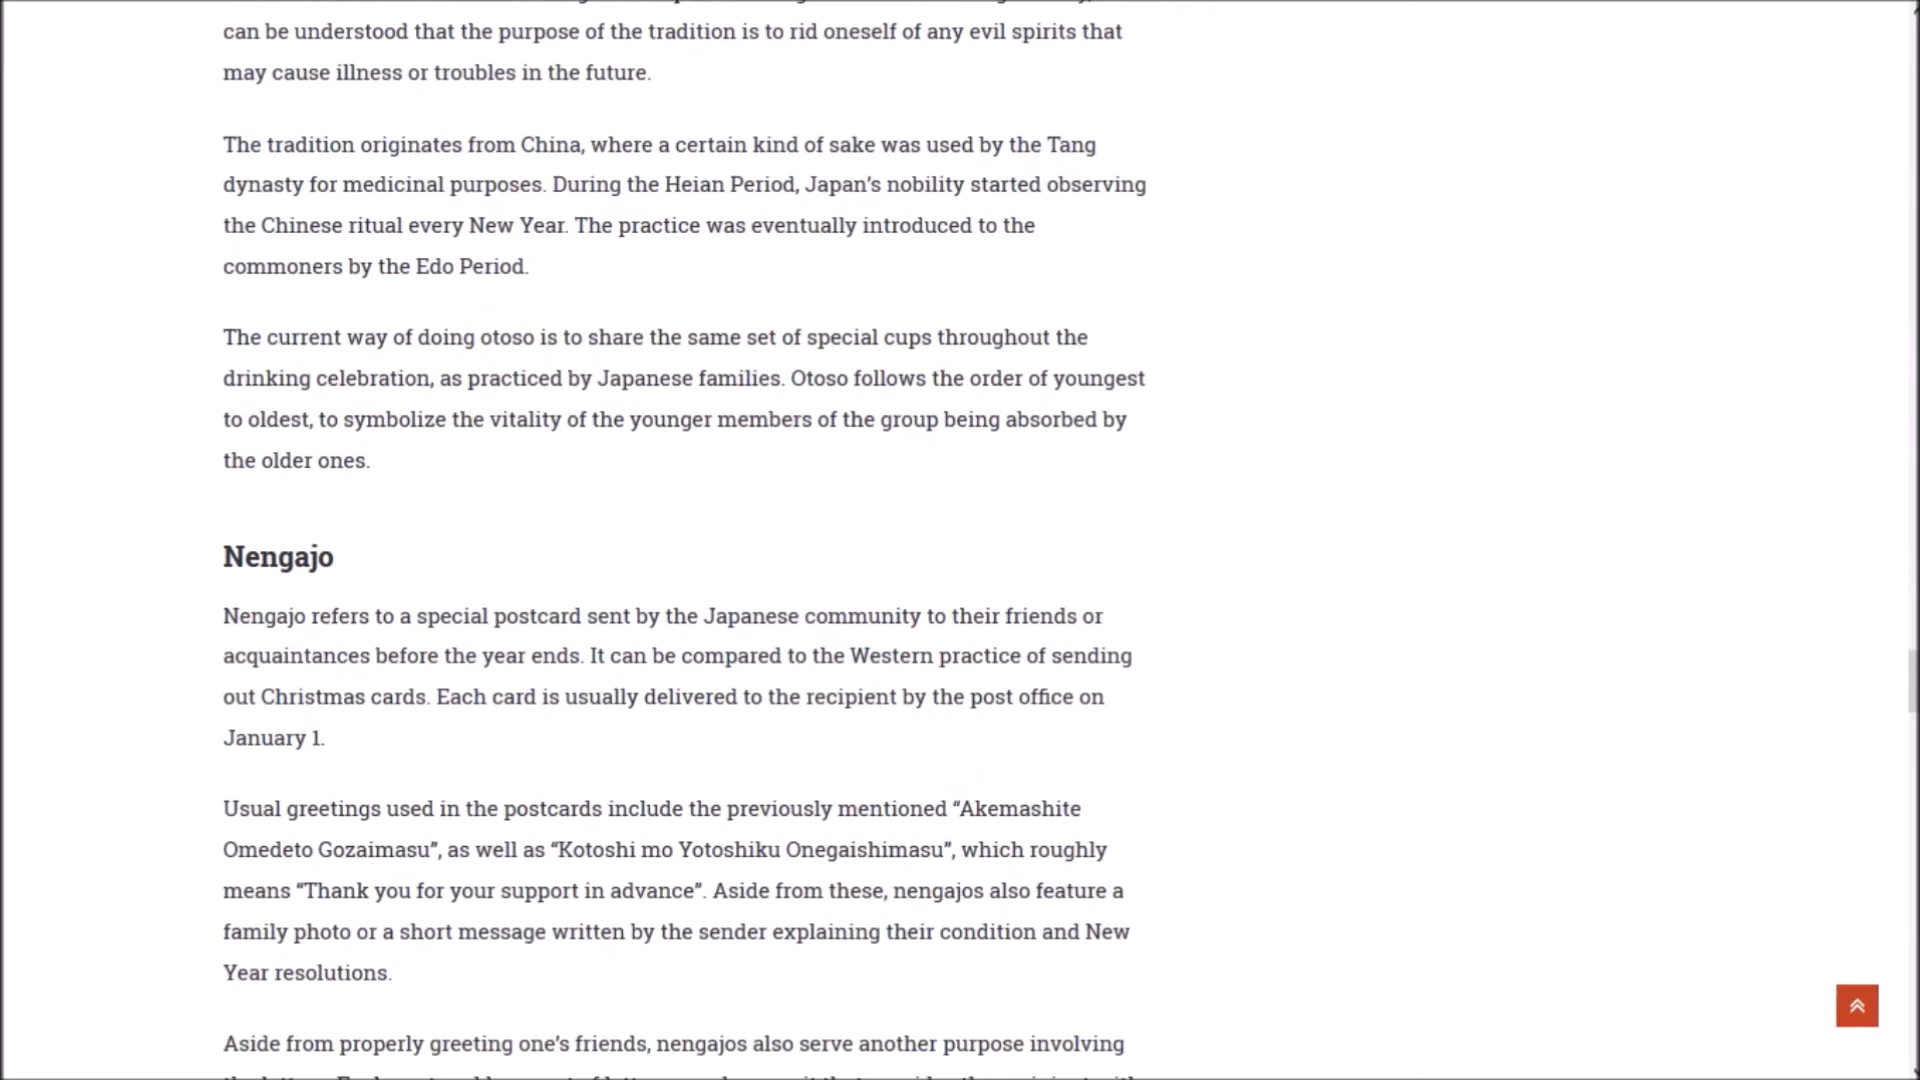 can be understood that the purpose of the tradition is to rid oneself of any evil spirits that
may cause illness or troubles in the future.
The tradition originates from China, where a certain kind of sake was used by the Tang
dynasty for medicinal purposes. During the Heian Period, Japan’s nobility started observing
the Chinese ritual every New Year. The practice was eventually introduced to the
commoners by the Edo Period.
The current way of doing otoso is to share the same set of special cups throughout the
drinking celebration, as practiced by Japanese families. Otoso follows the order of youngest
to oldest, to symbolize the vitality of the younger members of the group being absorbed by
the older ones.
Nengajo
Nengajo refers to a special postcard sent by the Japanese community to their friends or
acquaintances before the year ends. It can be compared to the Western practice of sending
out Christmas cards. Each card is usually delivered to the recipient by the post office on
January 1.
Usual greetings used in the postcards include the previously mentioned “Akemashite
Omedeto Gozaimasu”, as well as “Kotoshi mo Yotoshiku Onegaishimasu”, which roughly
means “Thank you for your support in advance”. Aside from these, nengajos also feature a
family photo or a short message written by the sender explaining their condition and New
Year resolutions.
Aside from properly greeting one’s friends, nengajos also serve another purpose involving